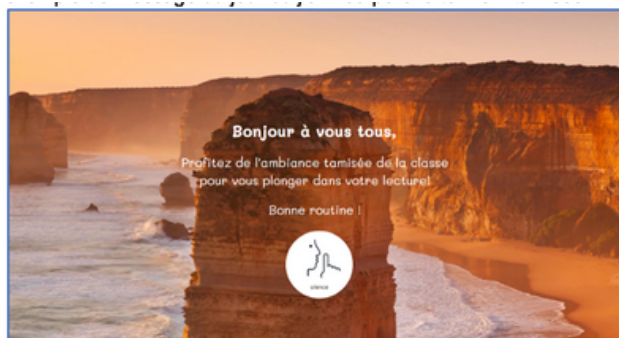 Bonjour à vous tous,
Profitez de l'ambiance tamisée de la classe
pour vous plonger dans votre lecture!
Bonne routine !
silence